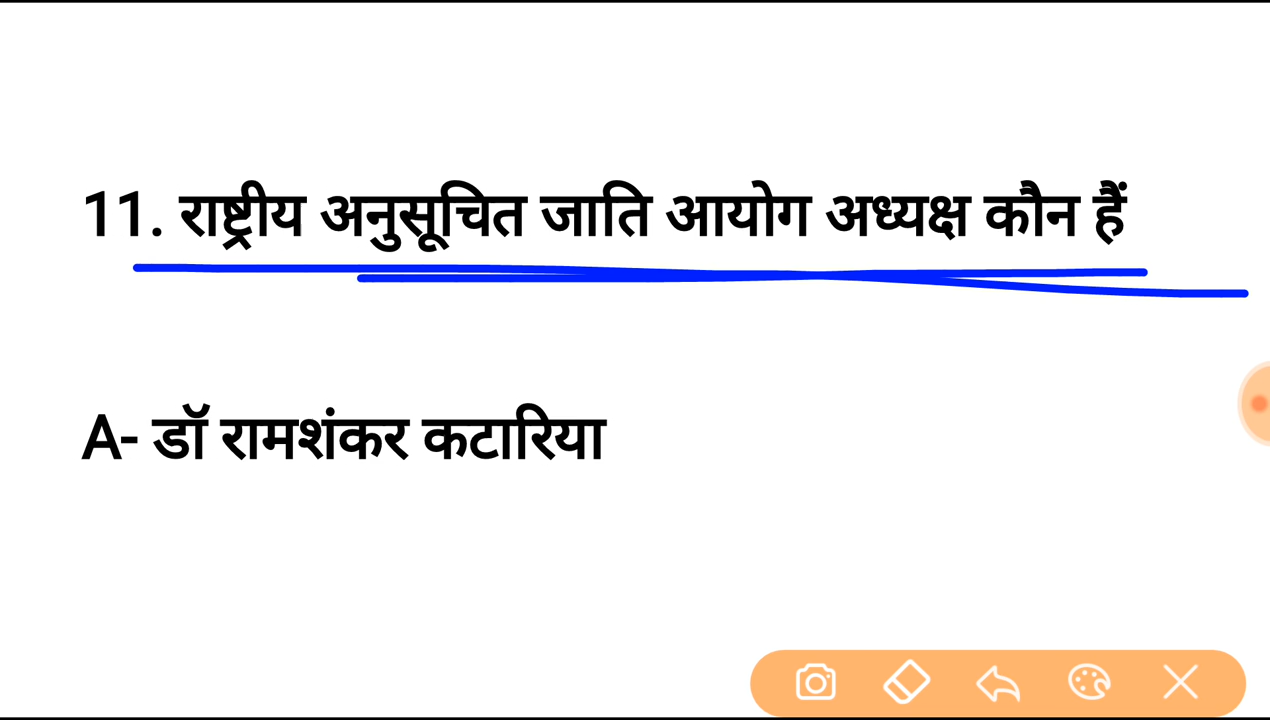 11. राष्ट्रीय अनुसूचित जाति आयोग अध्यक्ष कौन हैं
A- डॉ रामशंकर कटारिया